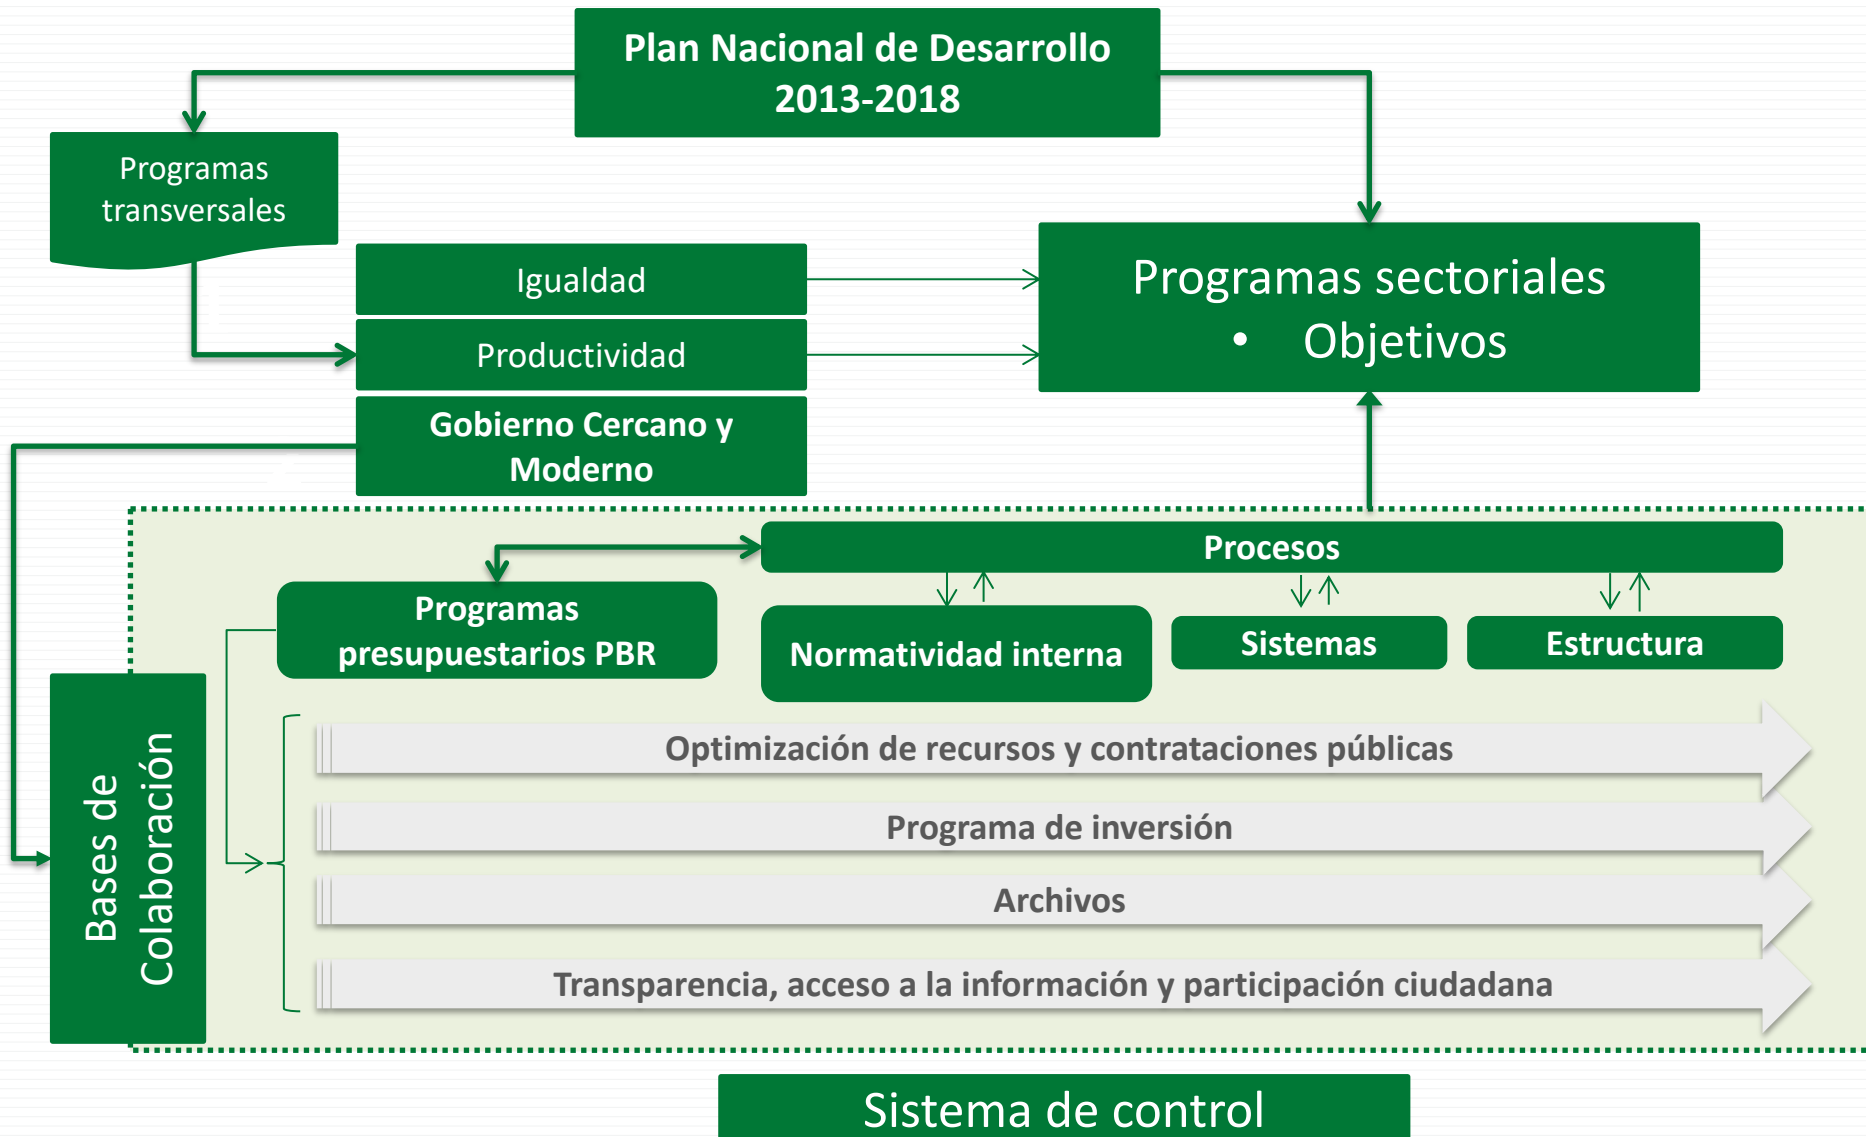 Plan Nacional de Desarrollo
2013-2018
Programas
transversales
Igualdad
Productividad
Gobierno Cercano y
Moderno
Programas sectoriales
• Objetivos
Procesos
Programas
presupuestarios PBR
Normatividad interna
Sistemas
Estructura
Bases de
Colaboración
Optimización de recursos y contrataciones públicas
Programa de inversión
Archivos
Transparencia, acceso a la información y participación ciudadana
Sistema de control